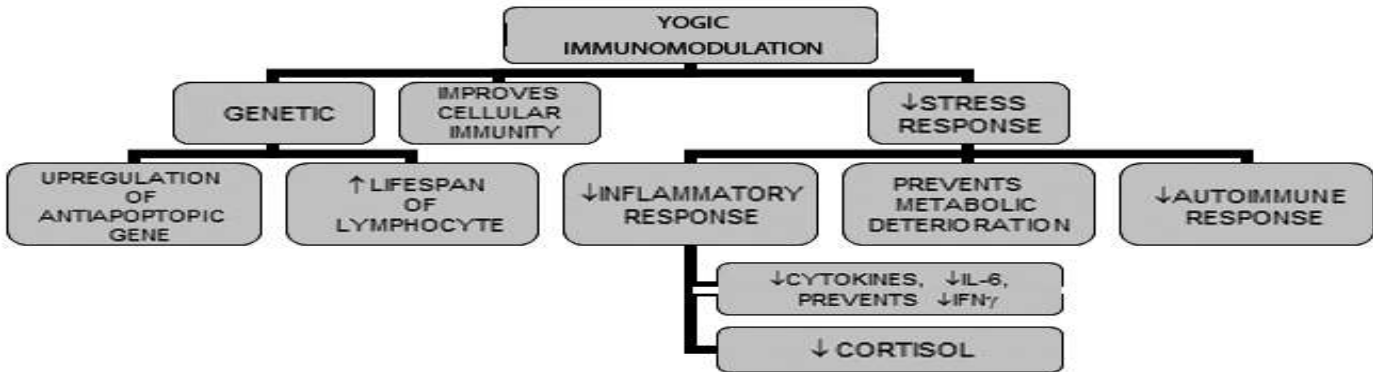 YOGIC
IMMUNOMODULATION
GENETIC
IMPROVES
CELLULAR
IMMUNITY
↓STRESS
RESPONSE
UPREGULATION
OF
ANTIAPOPTOPIC
GENE
↑LIFESPAN
OF
LYMPHOCYTE
↓INFLAMMATORY
RESPONSE
PREVENTS
METABOLIC
DETERIORATION
↓AUTOIMMUNE
RESPONSE
↓CYTOKINES, ↓IL-6,
PREVENTS ↓IFNγ
↓ CORTISOL